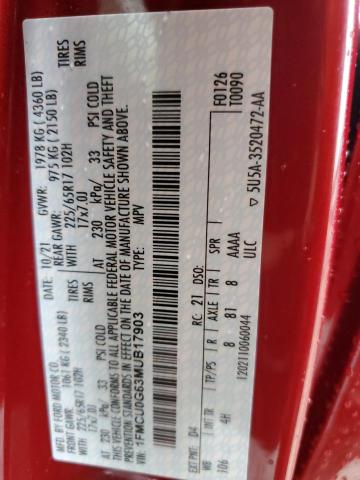 MFD. BY FORD MOTOR CO.
DATE: 10/21 GVWR: 1978 KG ( 4360 LB)
FRONT GAWR: 1061 KG ( 2340 LB) REAR GAWR: 975 KG ( 2150 LB)
WITH 225/65R17 102H TIRES WITH 225/65R17 102H TIRES
17x7.0J RIMS 17x7.0J RIMS
AT 230 kPa/ 33 PSI COLD AT 230 kPa/ 33 PSI COLD
THIS VEHICLE CONFORMS TO ALL APPLICABLE FEDERAL MOTOR VEHICLE SAFETY AND THEFT
PREVENTION STANDARDS IN EFFECT ON THE DATE OF MANUFACTURE SHOWN ABOVE.
VIN: 1FMCU0G63MUB17903
TYPE: MPV
F0126
T0090
EXT PNT: D4 RC: 21 DSO:
WB INT TR TP/PS R AXLE TR SPR
106 4H 8 81 8 AAAA
1202110060044 ULC
▽ 5U5A-3520472-AA